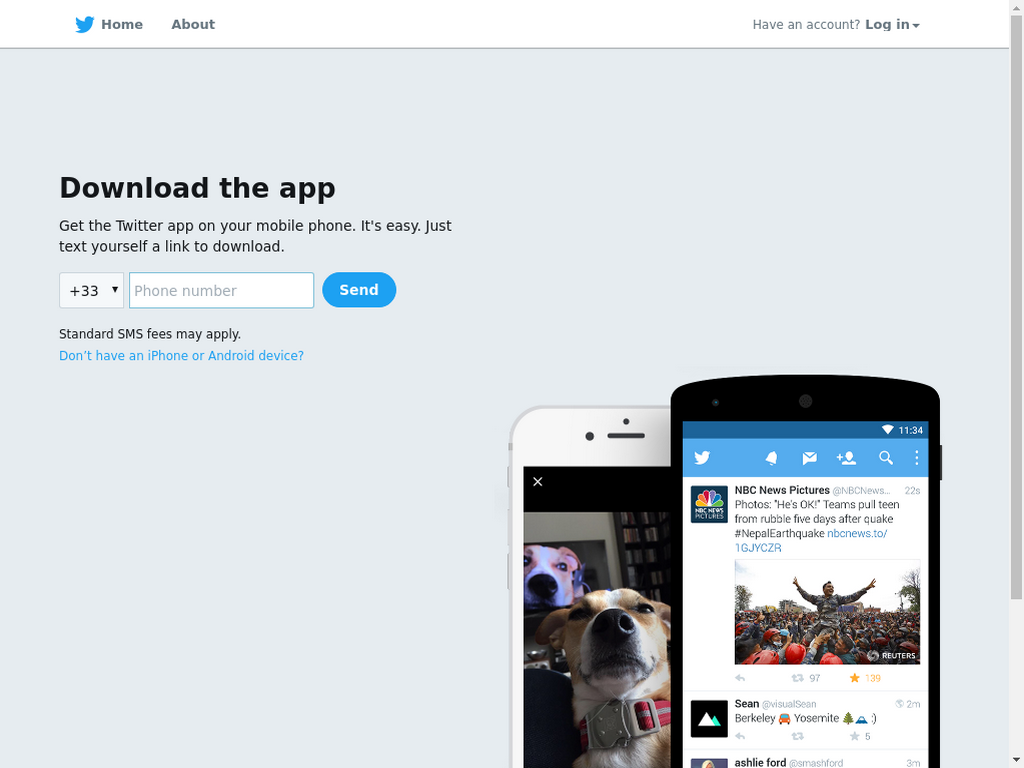 Home
About
Have an account? Log in
Download the app
Get the Twitter app on your mobile phone. It's easy. Just
text yourself a link to download.
+33
Phone number
Send
Standard SMS fees may apply.
Don’t have an iPhone or Android device?
11:34
NBC News Pictures @NBCNews... 22s
Photos: "He's OK!" Teams pull teen
from rubble five days after quake
#NepalEarthquake nbcnews.to/
1GJYCZR
NBC NEWS
PICTURES
REUTERS
97
139
Sean @visualSean 2m
Berkeley 🚘 Yosemite 🌲🗻 :)
5
ashlie ford @smashford 3m